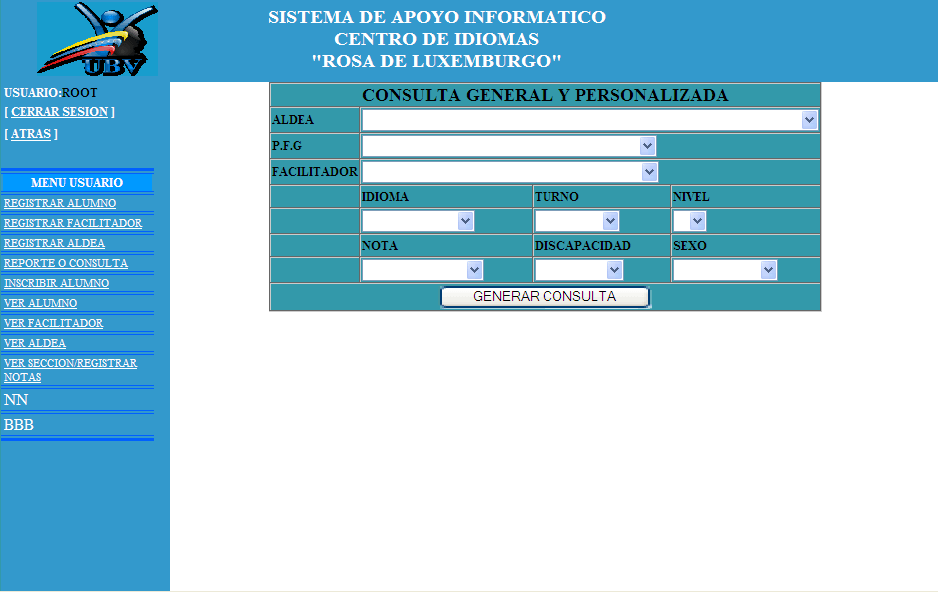 UBV
SISTEMA DE APOYO INFORMATICO
CENTRO DE IDIOMAS
"ROSA DE LUXEMBURGO"
USUARIO:ROOT
[ CERRAR SESION ]
[ ATRAS ]
MENU USUARIO
REGISTRAR ALUMNO
REGISTRAR FACILITADOR
REGISTRAR ALDEA
REPORTE O CONSULTA
INSCRIBIR ALUMNO
VER ALUMNO
VER FACILITADOR
VER ALDEA
VER SECCION/REGISTRAR
NOTAS
NN
BBB
CONSULTA GENERAL Y PERSONALIZADA
ALDEA
P.F.G
FACILITADOR
IDIOMA TURNO NIVEL
NOTA DISCAPACIDAD SEXO
GENERAR CONSULTA